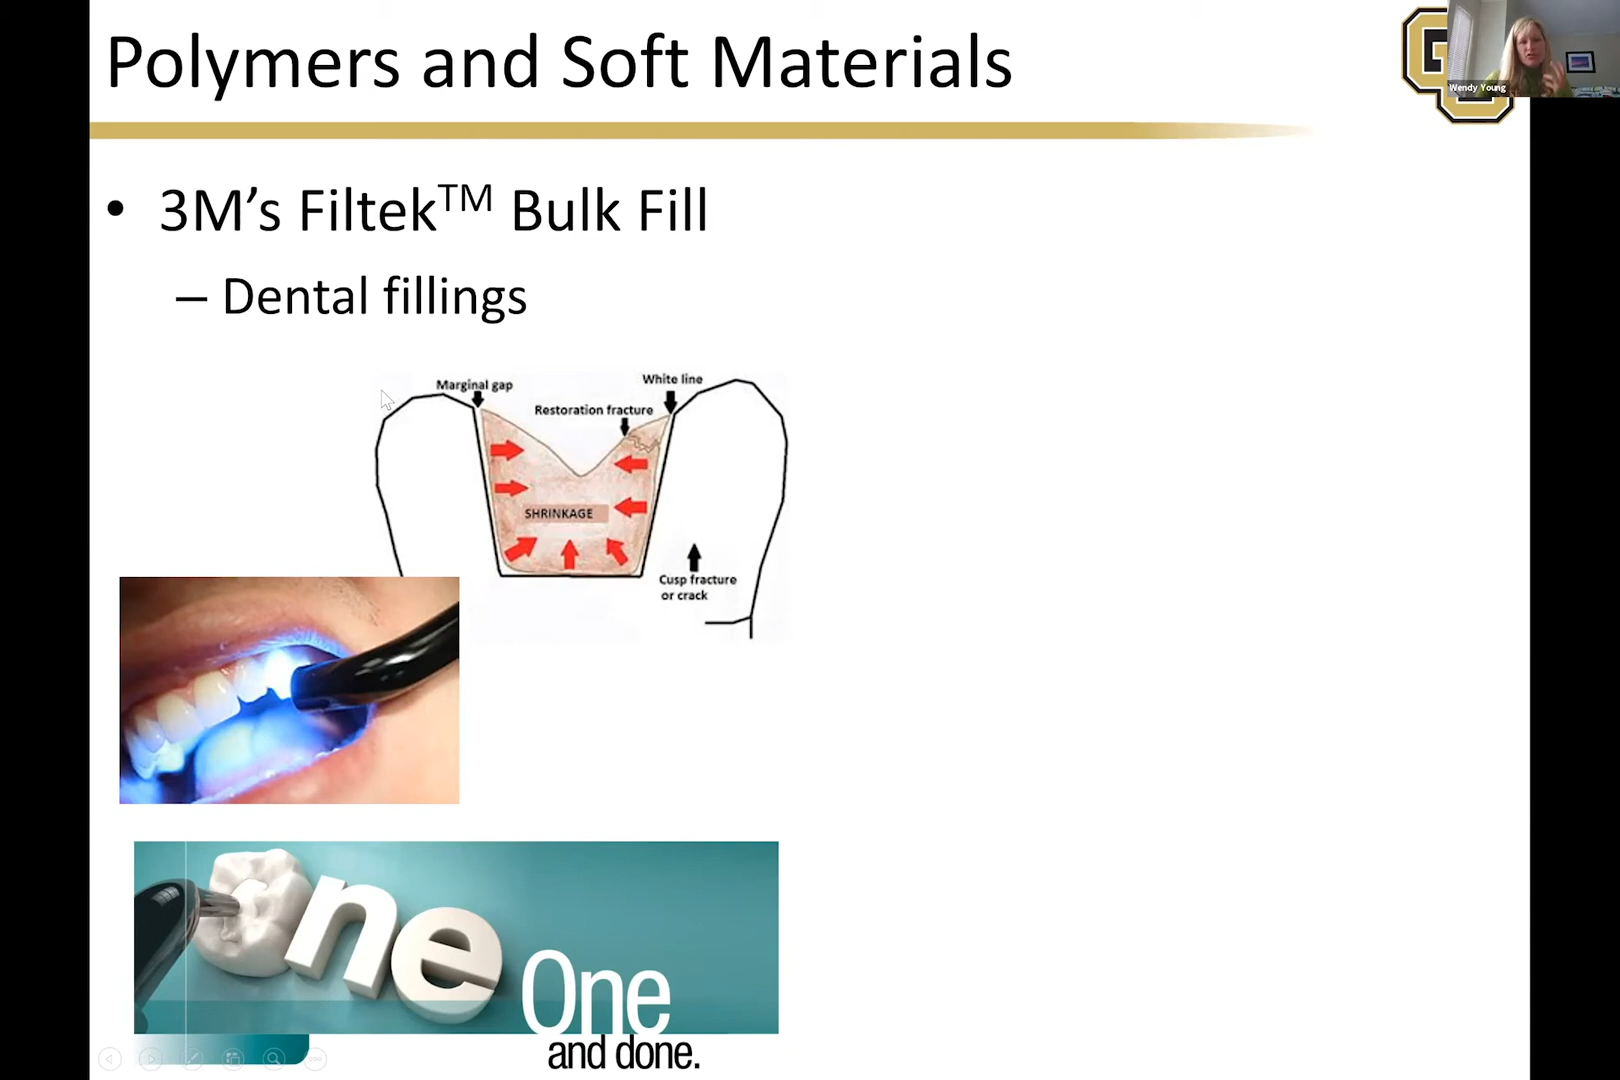 Polymers and Soft Materials
Wendy Young
• 3M's Filtek™ Bulk Fill
– Dental fillings
Marginal gap
White line
Restoration fracture
SHRINKAGE
Cusp fracture
or crack
One
One
and done.